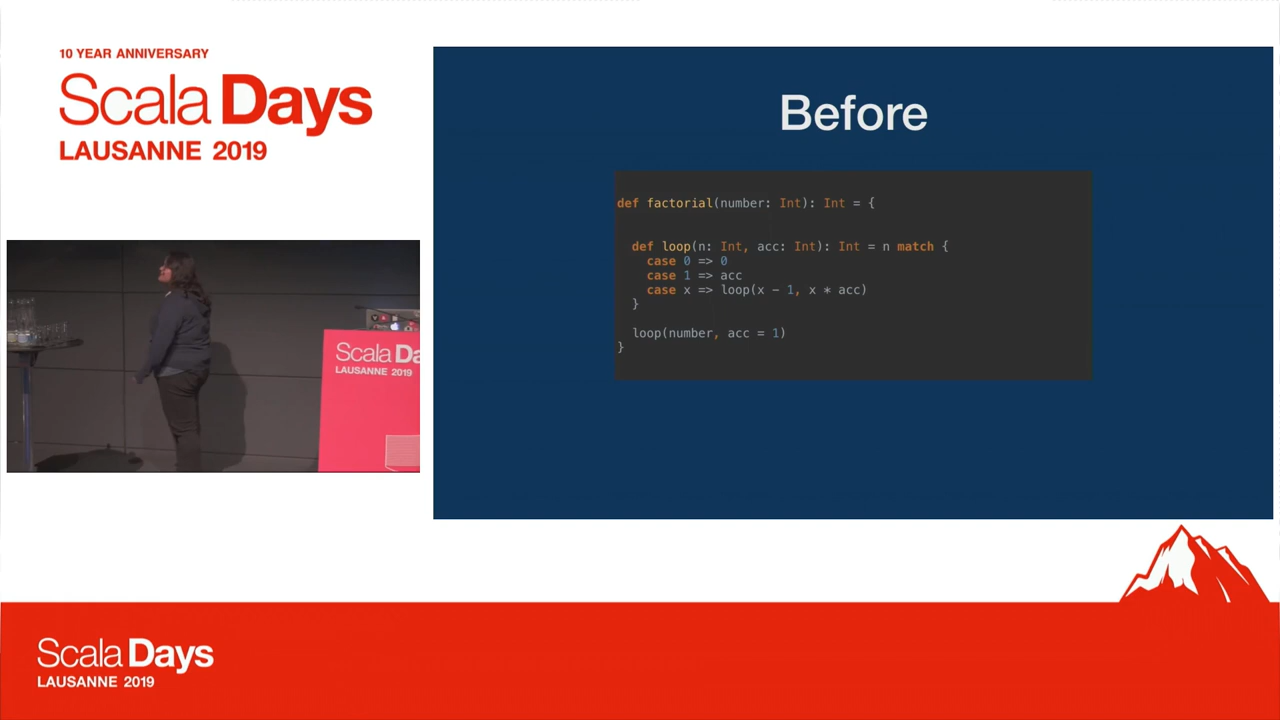 10 YEAR ANNIVERSARY
Scala Days
LAUSANNE 2019
Before
def factorial(number: Int): Int = {
def loop(n: Int, acc: Int): Int = n match {
case 0 => 0
case 1 => acc
case x => loop(x - 1, x * acc)
}
loop(number, acc = 1)
}
Scala Da
LAUSANNE 2019
Scala Days
LAUSANNE 2019